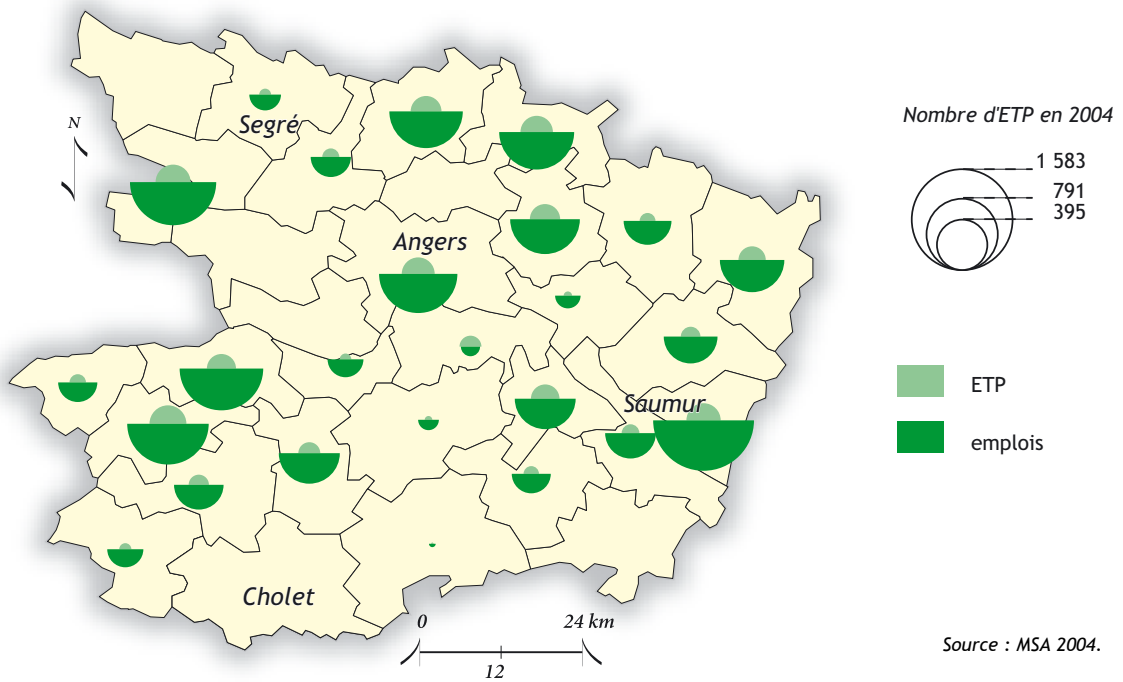 N
Segré
Angers
Saumur
Cholet
0 24 km
12
Nombre d'ETP en 2004
1 583
791
395
ETP
emplois
Source : MSA 2004.